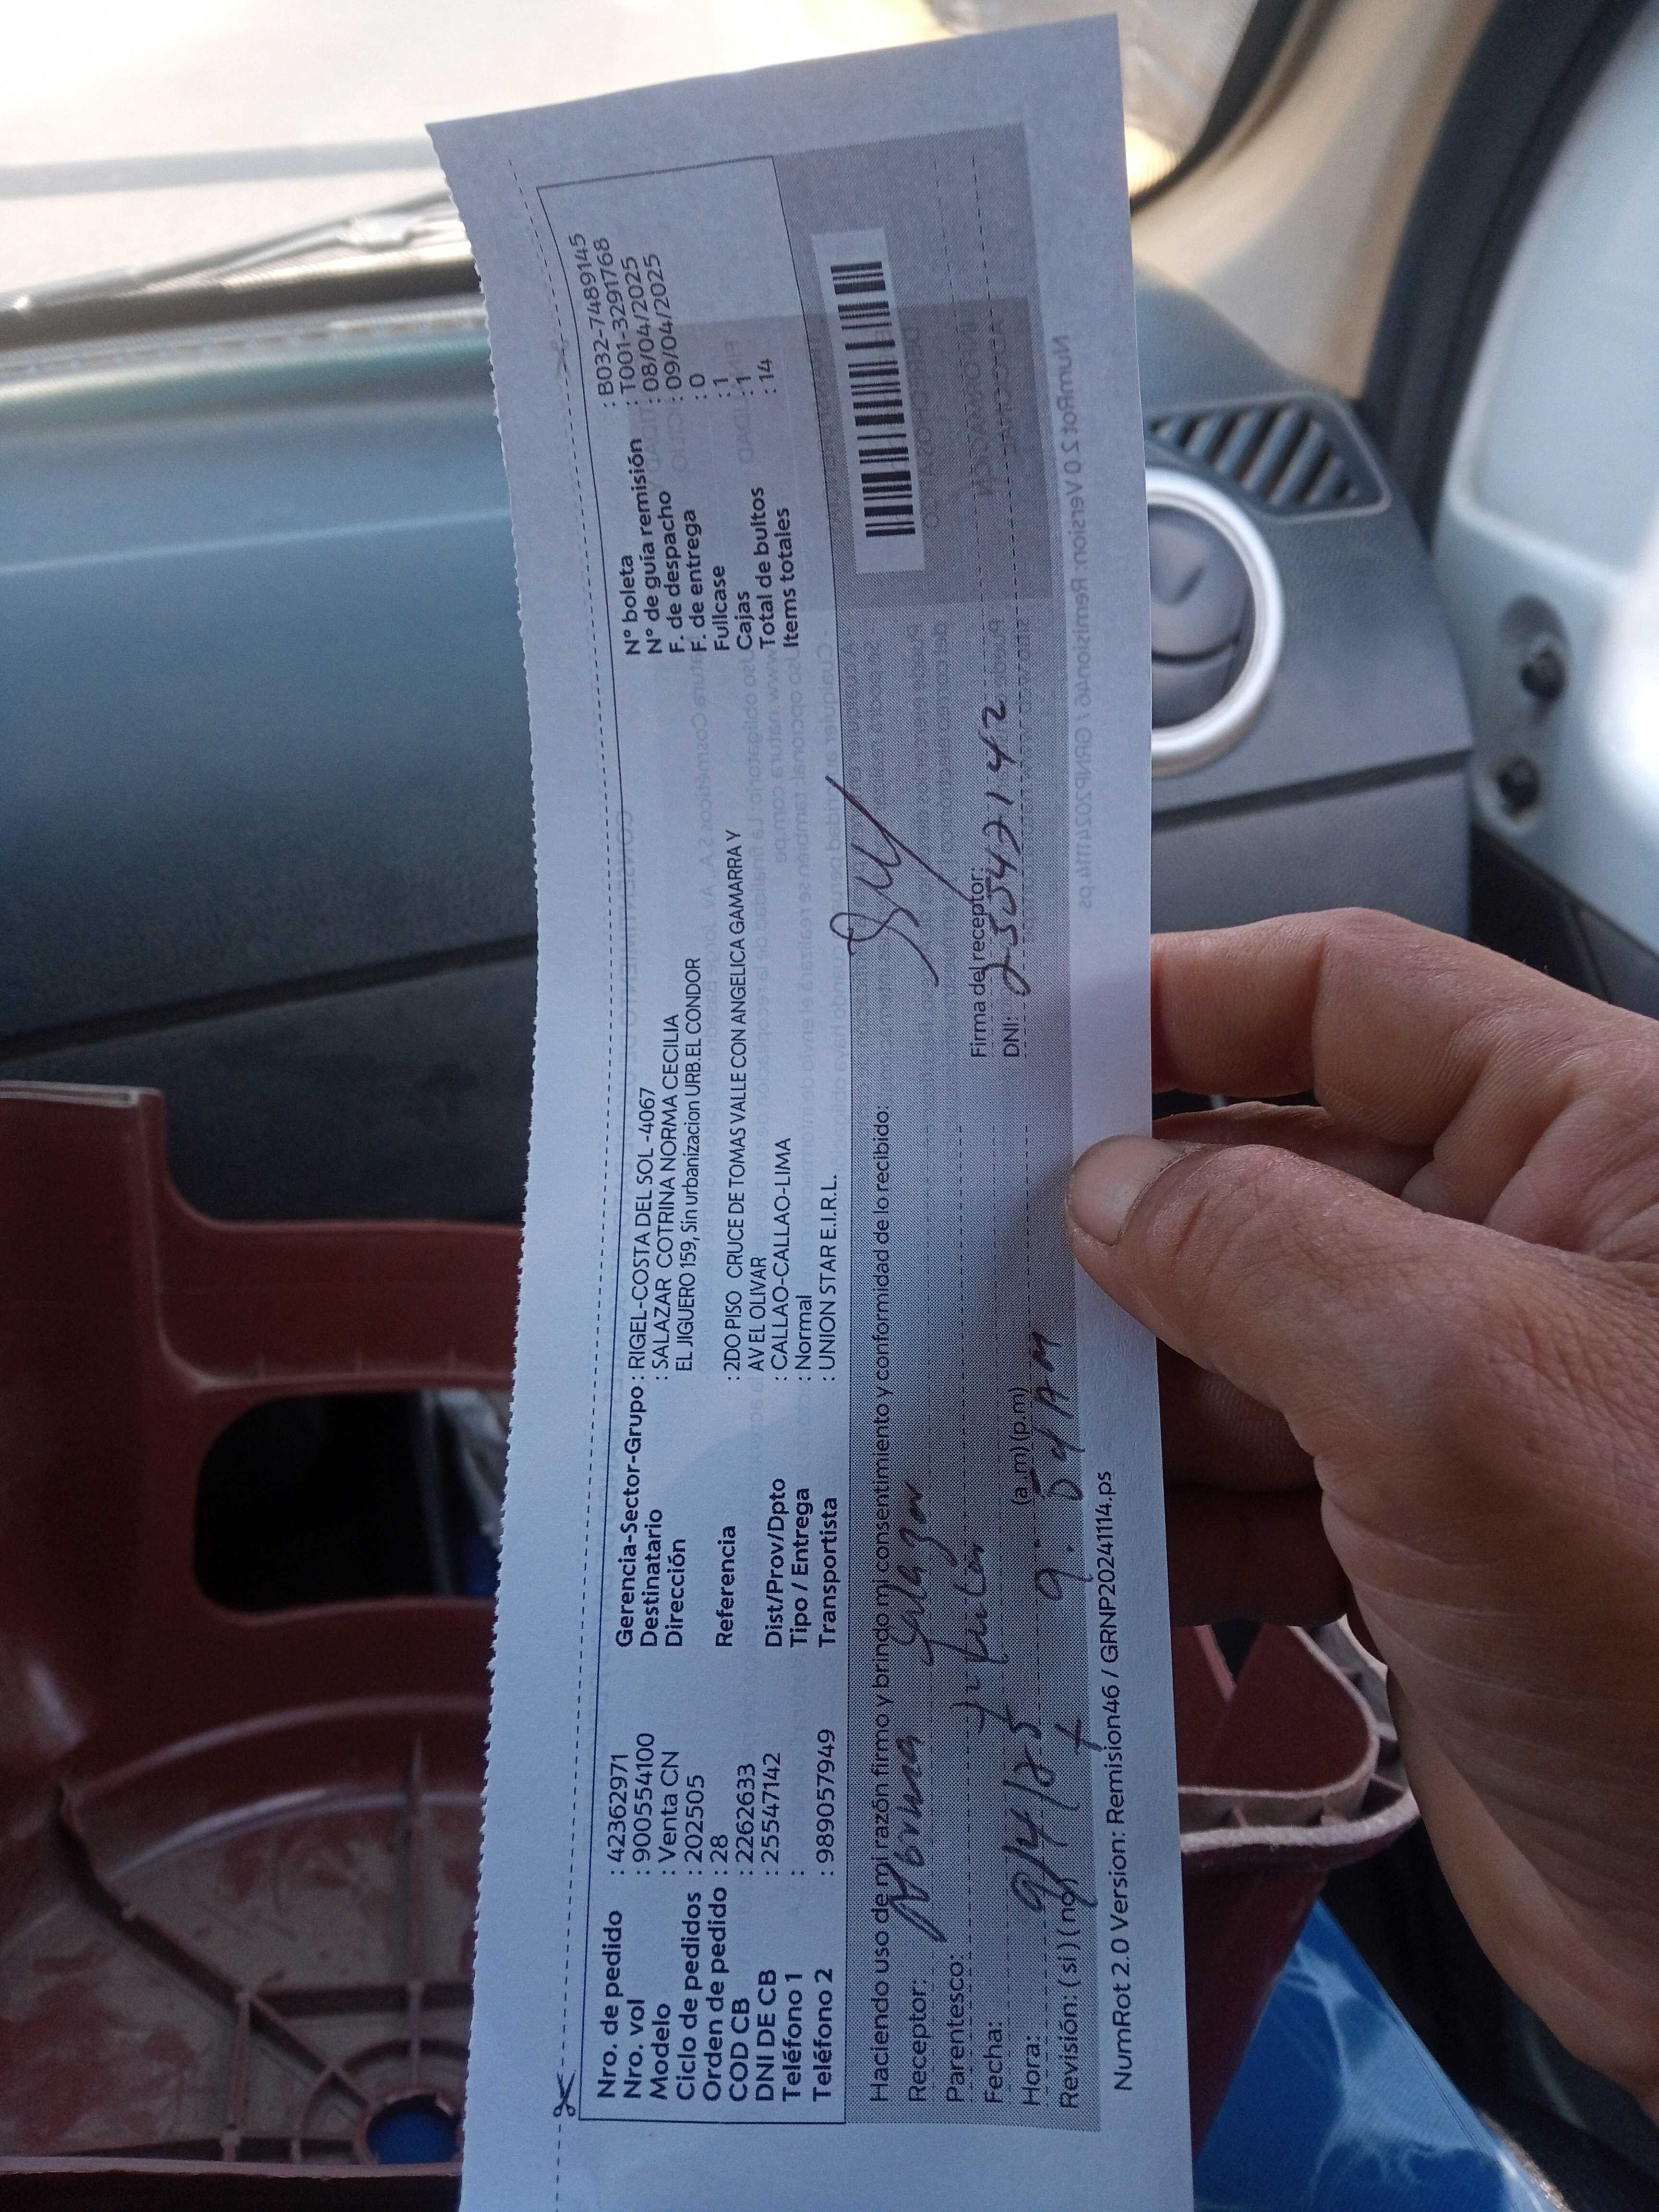 Nro. de pedido : 42362971
Nro. vol : 900554100
Modelo : Venta CN
Ciclo de pedidos : 202505
Orden de pedido : 28
COD CB : 2262633
DNI DE CB : 25547142
Teléfono 1 :
Teléfono 2 : 989057949
Gerencia-Sector-Grupo : RIGEL-COSTA DEL SOL -4067
Destinatario : SALAZAR COTRINA NORMA CECILIA
Dirección EL JIGUERO 159, Sin urbanizacion URB.EL CONDOR
Referencia : 2DO PISO CRUCE DE TOMAS VALLE CON ANGELICA GAMARRA Y
AV EL OLIVAR
Dist/Prov/Dpto : CALLAO-CALLAO-LIMA
Tipo / Entrega : Normal
Transportista : UNION STAR E.I.R.L.
N° boleta : B032-7489145
N° de guía remisión : T001-3291768
F. de despacho : 08/04/2025
F. de entrega : 09/04/2025
Fullcase : 0
Cajas : 1
Total de bultos : 1
Items totales : 14
Haciendo uso de mi razón firmo y brindo mi consentimiento y conformidad de lo recibido:
Receptor: Norma Salazar
Parentesco: Titular
Fecha: 9/4/25
Hora: 9: (a .m) (p.m) AM
Revisión: ( si ) ( no )
Firma del receptor:
DNI: 25547142
NumRot 2.0 Version: Remision46 / GRNP20241114.ps